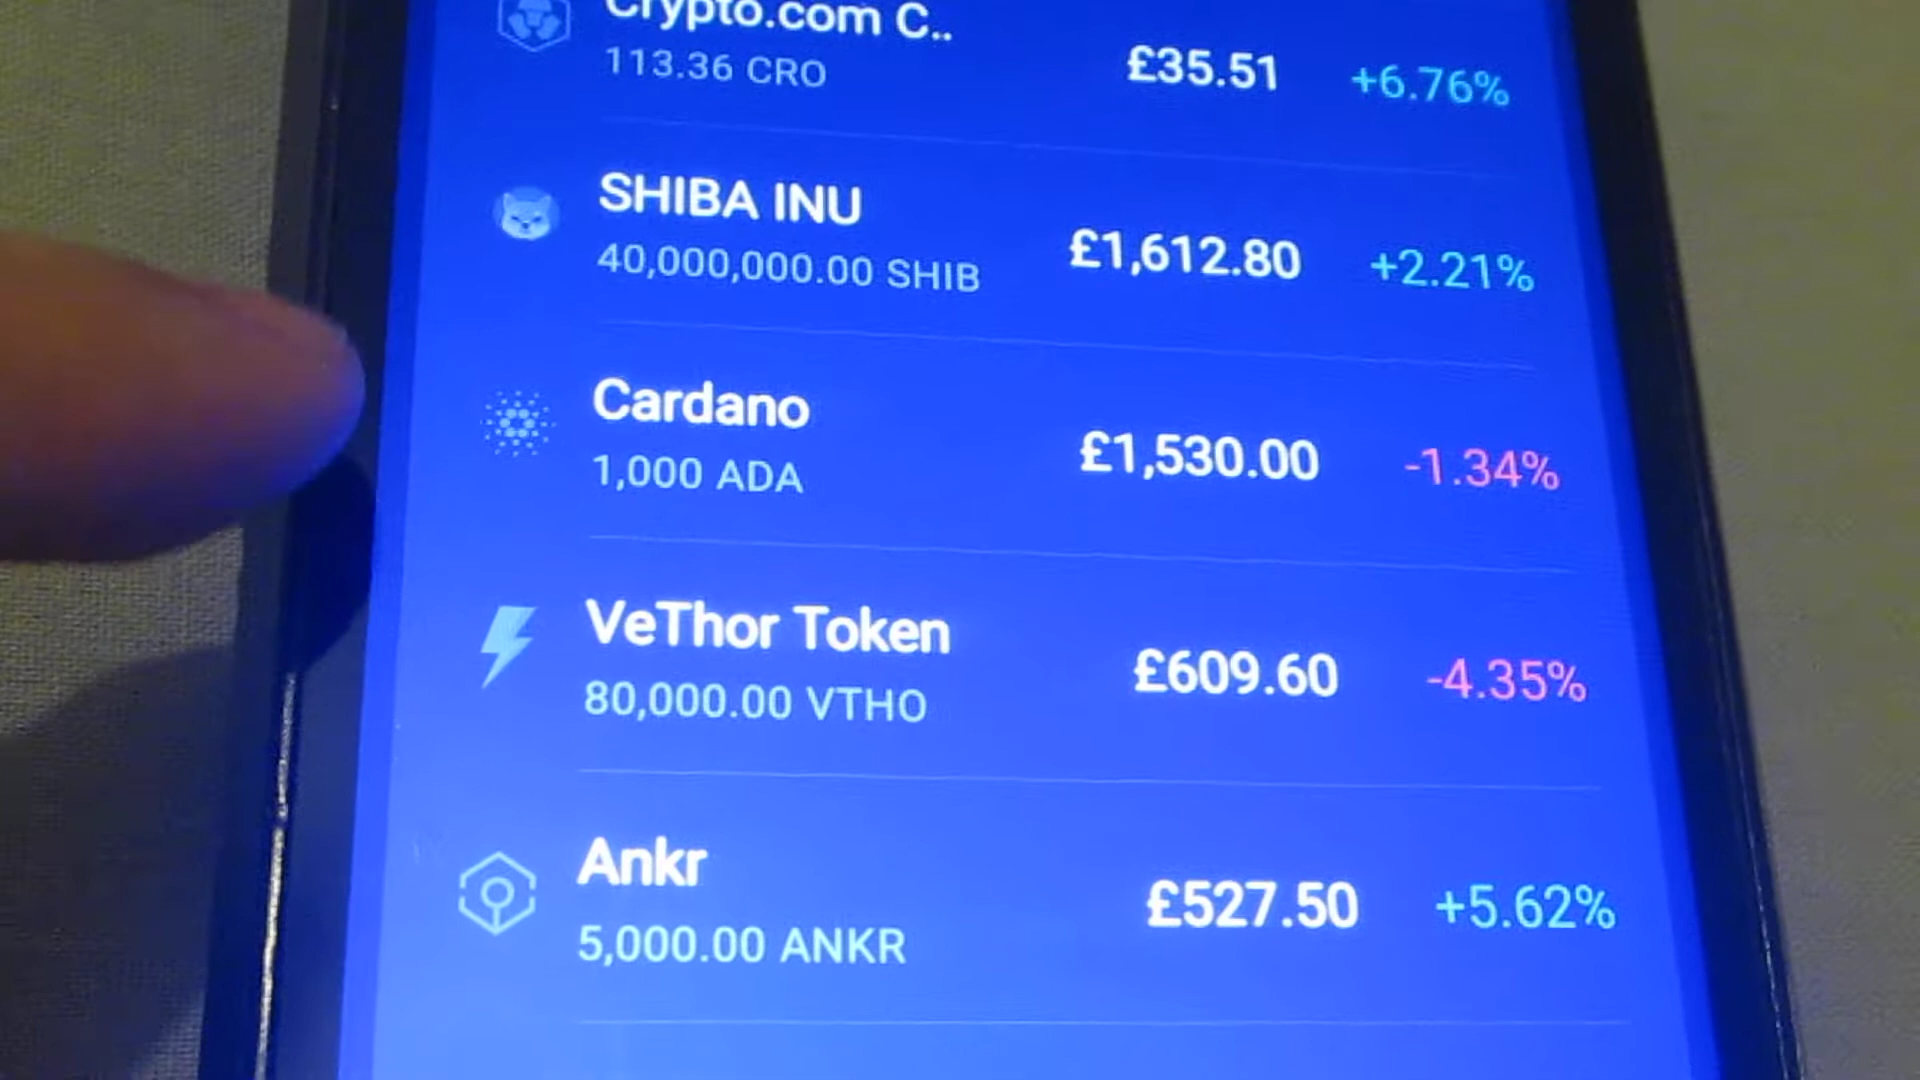 Crypto.com C..
113.36 CRO
£35.51
+6.76%
SHIBA INU
40,000,000.00 SHIB
£1,612.80
+2.21%
Cardano
1,000 ADA
£1,530.00
-1.34%
VeThor Token
80,000.00 VTHO
£609.60
-4.35%
Ankr
5,000.00 ANKR
£527.50
+5.62%